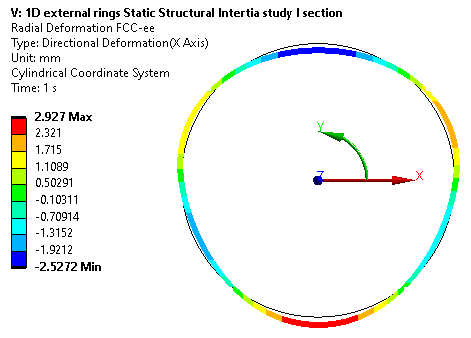 V: 1D external rings Static Structural Intertia study I section
Radial Deformation FCC-ee
Type: Directional Deformation(X Axis)
Unit: mm
Cylindrical Coordinate System
Time: 1 s
2.927 Max
2.321
1.715
1.1089
0.50291
-0.10311
-0.70914
-1.3152
-1.9212
-2.5272 Min
Y
Z
X